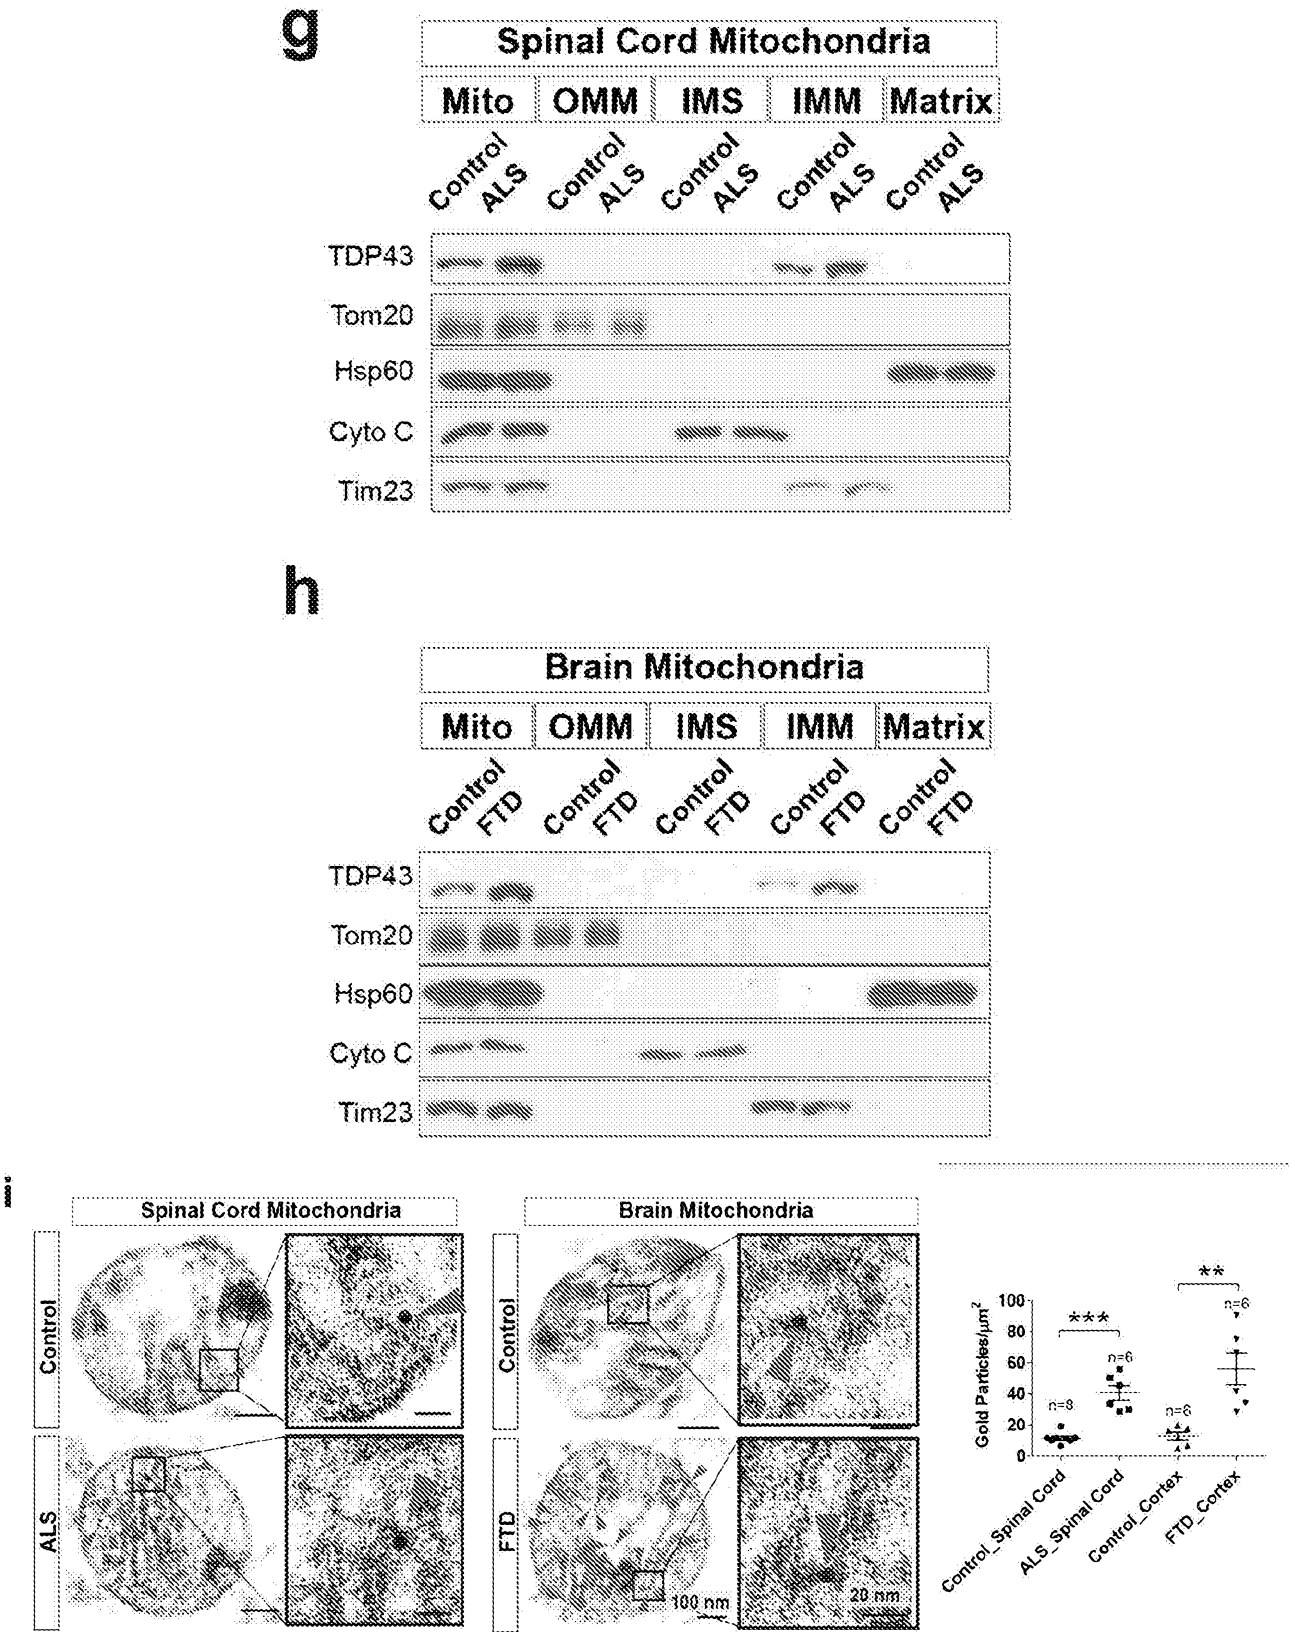 g
Spinal Cord Mitochondria
Mito OMM IMS IMM Matrix
Control ALS Control ALS Control ALS Control ALS Control ALS
TDP43
Tom20
Hsp60
Cyto C
Tim23
h
Brain Mitochondria
Mito OMM IMS IMM Matrix
Control FTD Control FTD Control FTD Control FTD Control FTD
TDP43
Tom20
Hsp60
Cyto C
Tim23
i
Spinal Cord Mitochondria
Brain Mitochondria
Control
ALS
Control
FTD
100 nm
20 nm
Gold Particles/μm²
100
80
60
40
20
0
n=8
***
n=6
n=6
**
n=6
Control_Spinal Cord
ALS_Spinal Cord
Control_Cortex
FTD_Cortex